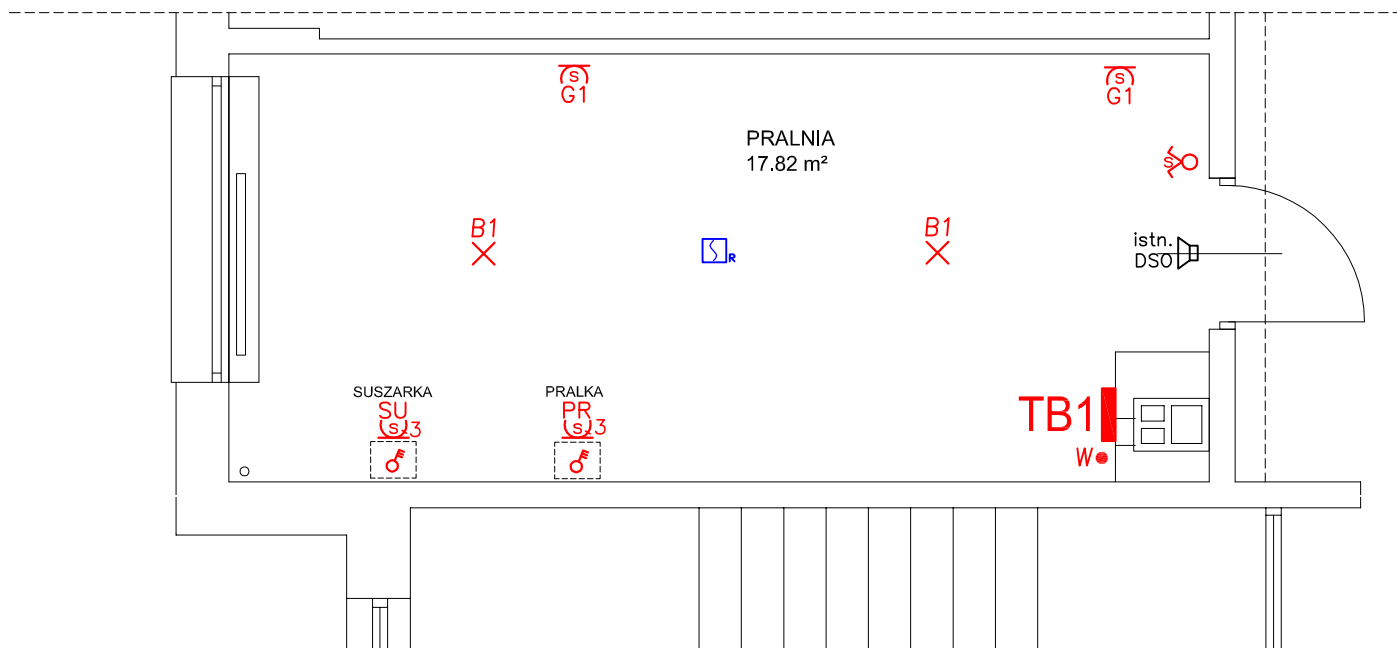 s
G1
s
G1
PRALNIA
17.82 m²
s
B1
B1
R
istn.
DSO
SUSZARKA
SU
s 3
PRALKA
PR
s 3
TB1
W